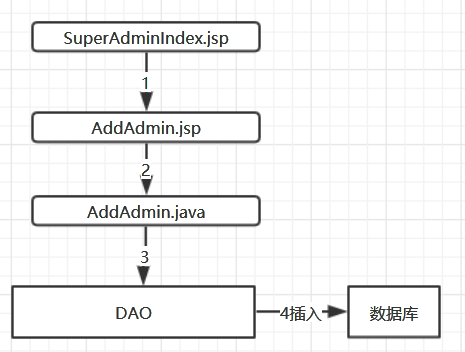 SuperAdminIndex.jsp
1
AddAdmin.jsp
2
AddAdmin.java
3
DAO
4插入
数据库